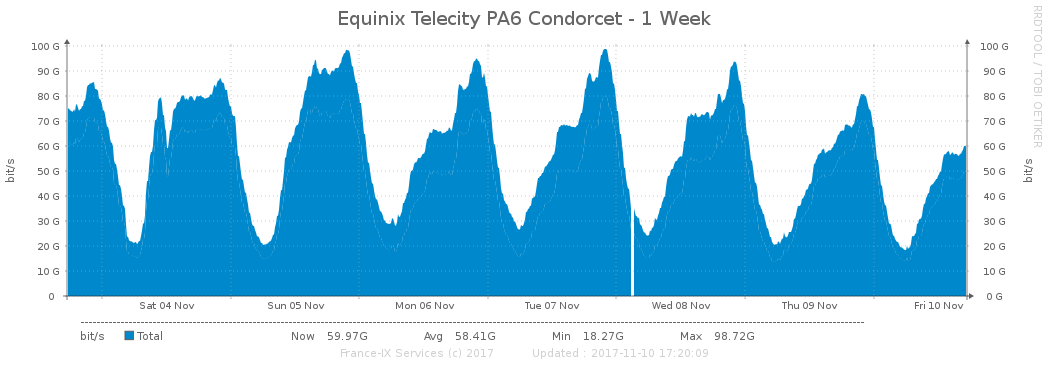 Equinix Telecity PA6 Condorcet - 1 Week
RRDTOOL / TOBI OETIKER
bit/s
bit/s
100 G 100 G
90 G 90 G
80 G 80 G
70 G 70 G
60 G 60 G
50 G 50 G
40 G 40 G
30 G 30 G
20 G 20 G
10 G 10 G
0 0 G
Sat 04 Nov Sun 05 Nov Mon 06 Nov Tue 07 Nov Wed 08 Nov Thu 09 Nov Fri 10 Nov
bit/s Total Now 59.97G Avg 58.41G Min 18.27G Max 98.72G
France-IX Services (c) 2017 Updated : 2017-11-10 17:20:09